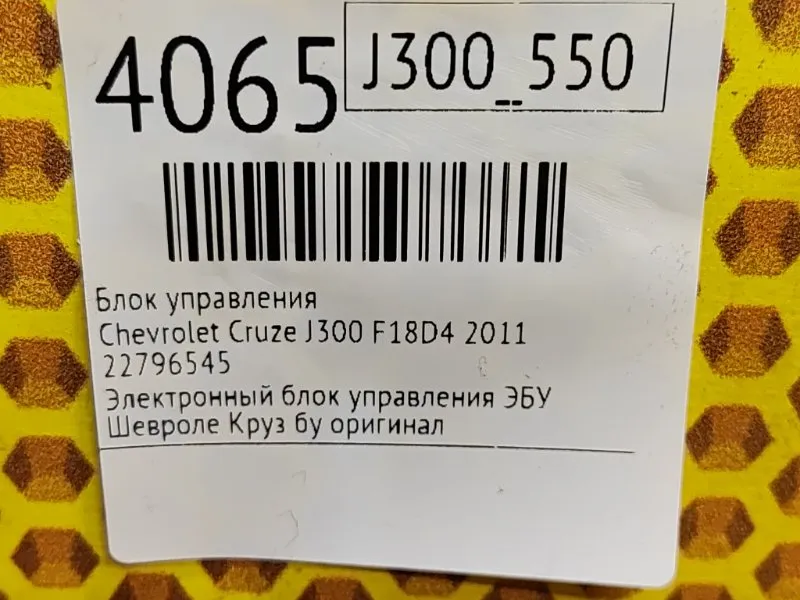 4065
J300_550
Блок управления
Chevrolet Cruze J300 F18D4 2011
22796545
Электронный блок управления ЭБУ
Шевроле Круз бу оригинал